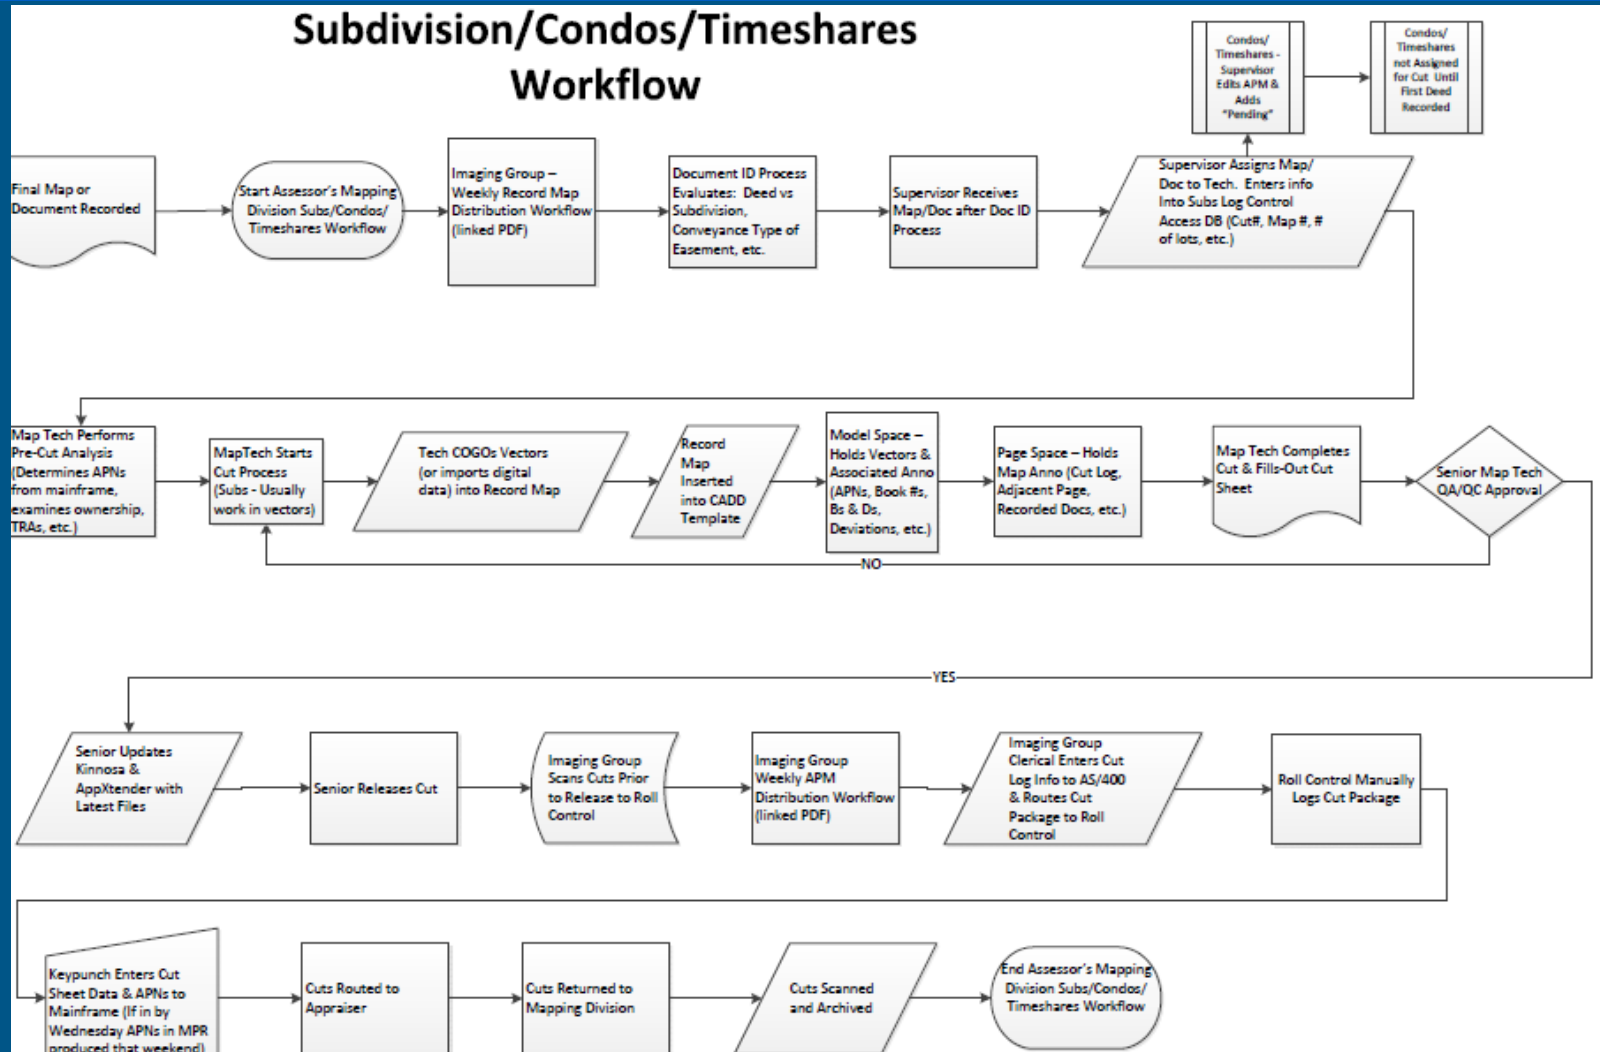 Subdivision/Condos/Timeshares
Workflow
Condos/
Timeshares -
Supervisor
Edits APM &
Adds
"Pending"
Condos/
Timeshares
not Assigned
for Cut Until
First Deed
Recorded
Final Map or
Document Recorded
Start Assessor's Mapping
Division Subs/Condos/
Timeshares Workflow
Imaging Group –
Weekly Record Map
Distribution Workflow
(linked PDF)
Document ID Process
Evaluates: Deed vs
Subdivision,
Conveyance Type of
Easement, etc.
Supervisor Receives
Map/Doc after Doc ID
Process
Supervisor Assigns Map/
Doc to Tech. Enters info
Into Subs Log Control
Access DB (Cut#, Map #, #
of lots, etc.)
Map Tech Performs
Pre-Cut Analysis
(Determines APNs
from mainframe,
examines ownership,
TRAs, etc.)
MapTech Starts
Cut Process
(Subs - Usually
work in vectors)
Tech COGOs Vectors
(or imports digital
data) into Record Map
Record
Map
Inserted
into CADD
Template
Model Space –
Holds Vectors &
Associated Anno
(APNs, Book #s,
Bs & Ds,
Deviations, etc.)
Page Space – Holds
Map Anno (Cut Log,
Adjacent Page,
Recorded Docs, etc.)
Map Tech Completes
Cut & Fills-Out Cut
Sheet
Senior Map Tech
QA/QC Approval
NO
YES
Senior Updates
Kinnosa &
AppXtender with
Latest Files
Senior Releases Cut
Imaging Group
Scans Cuts Prior
to Release to Roll
Control
Imaging Group
Weekly APM
Distribution Workflow
(linked PDF)
Imaging Group
Clerical Enters Cut
Log Info to AS/400
& Routes Cut
Package to Roll
Control
Roll Control Manually
Logs Cut Package
Keypunch Enters Cut
Sheet Data & APNs to
Mainframe (If in by
Wednesday APNs in MPR
produced that weekend)
Cuts Routed to
Appraiser
Cuts Returned to
Mapping Division
Cuts Scanned
and Archived
End Assessor's Mapping
Division Subs/Condos/
Timeshares Workflow